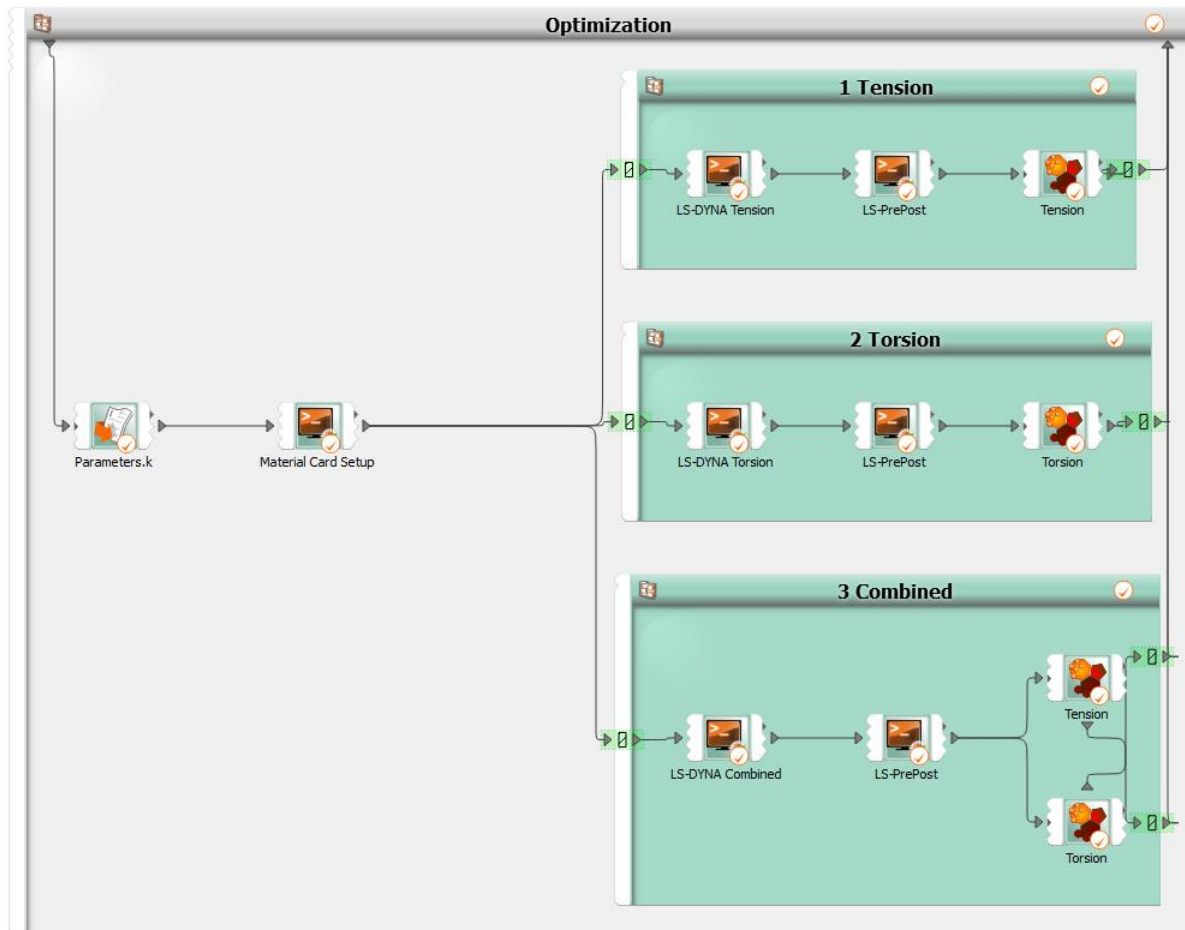 Optimization
1 Tension
LS-DYNA Tension
LS-PrePost
Tension
2 Torsion
LS-DYNA Torsion
LS-PrePost
Torsion
Parameters.k
Material Card Setup
3 Combined
LS-DYNA Combined
LS-PrePost
Tension
Torsion